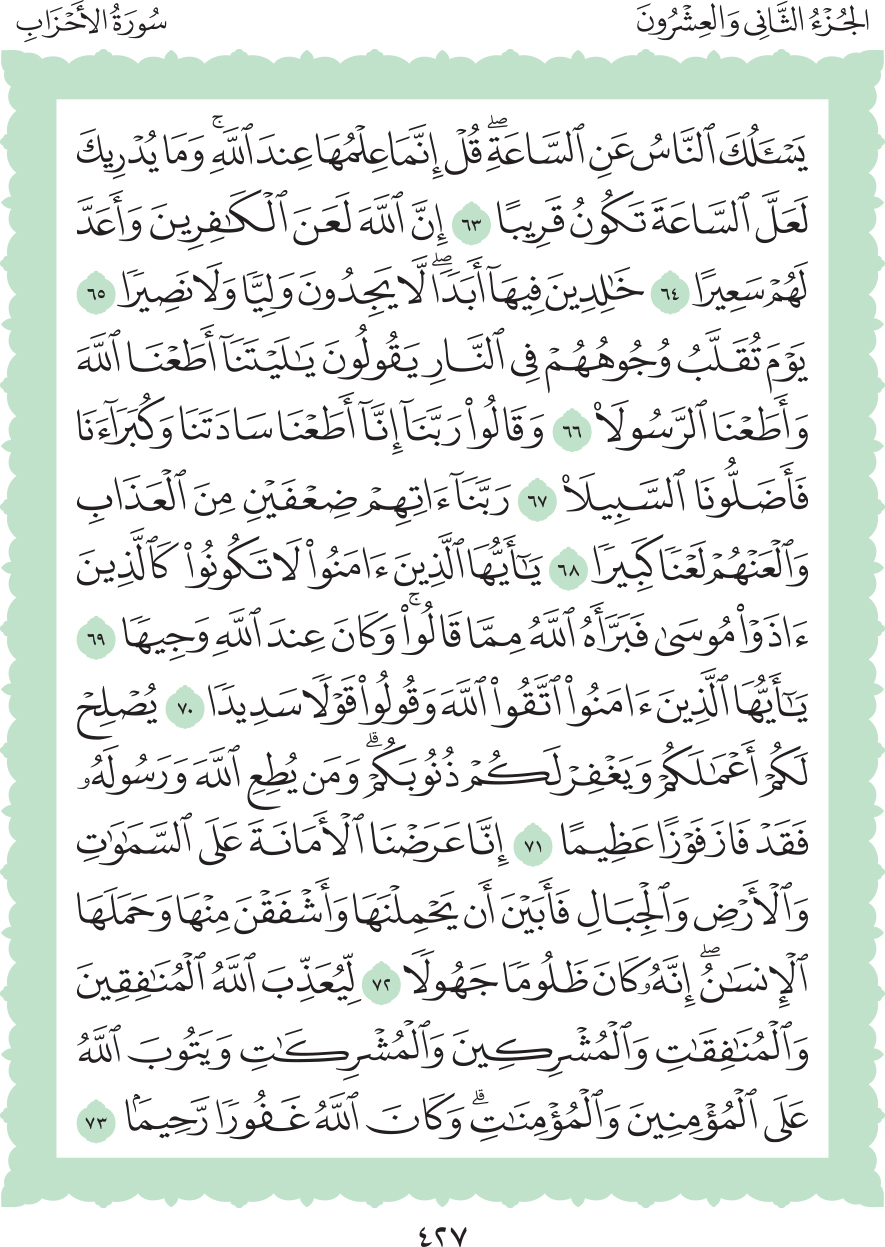 الجُزْءُ الثَّانِي وَالعِشْرُونَ
سُورَةُ الأَحْزَابِ
يَسْـَٔلُكَ ٱلنَّاسُ عَنِ ٱلسَّاعَةِۖ قُلْ إِنَّمَا عِلْمُهَا عِندَ ٱللَّهِۚ وَمَا يُدْرِيكَ
لَعَلَّ ٱلسَّاعَةَ تَكُونُ قَرِيبًا ٦٣ إِنَّ ٱللَّهَ لَعَنَ ٱلْكَٰفِرِينَ وَأَعَدَّ
لَهُمْ سَعِيرًا ٦٤ خَٰلِدِينَ فِيهَآ أَبَدًاۖ لَّا يَجِدُونَ وَلِيًّا وَلَا نَصِيرًا ٦٥
يَوْمَ تُقَلَّبُ وُجُوهُهُمْ فِى ٱلنَّارِ يَقُولُونَ يَٰلَيْتَنَآ أَطَعْنَا ٱللَّهَ
وَأَطَعْنَا ٱلرَّسُولَا۠ ٦٦ وَقَالُوا۟ رَبَّنَآ إِنَّآ أَطَعْنَا سَادَتَنَا وَكُبَرَآءَنَا
فَأَضَلُّونَا ٱلسَّبِيلَا۠ ٦٧ رَبَّنَآ ءَاتِهِمْ ضِعْفَيْنِ مِنَ ٱلْعَذَابِ
وَٱلْعَنْهُمْ لَعْنًا كَبِيرًا ٦٨ يَٰٓأَيُّهَا ٱلَّذِينَ ءَامَنُوا۟ لَا تَكُونُوا۟ كَٱلَّذِينَ
ءَاذَوْا۟ مُوسَىٰ فَبَرَّأَهُ ٱللَّهُ مِمَّا قَالُوا۟ۚ وَكَانَ عِندَ ٱللَّهِ وَجِيهًا ٦٩
يَٰٓأَيُّهَا ٱلَّذِينَ ءَامَنُوا۟ ٱتَّقُوا۟ ٱللَّهَ وَقُولُوا۟ قَوْلًا سَدِيدًا ٧٠ يُصْلِحْ
لَكُمْ أَعْمَٰلَكُمْ وَيَغْفِرْ لَكُمْ ذُنُوبَكُمْۗ وَمَن يُطِعِ ٱللَّهَ وَرَسُولَهُۥ
فَقَدْ فَازَ فَوْزًا عَظِيمًا ٧١ إِنَّا عَرَضْنَا ٱلْأَمَانَةَ عَلَى ٱلسَّمَٰوَٰتِ
وَٱلْأَرْضِ وَٱلْجِبَالِ فَأَبَيْنَ أَن يَحْمِلْنَهَا وَأَشْفَقْنَ مِنْهَا وَحَمَلَهَا
ٱلْإِنسَٰنُۖ إِنَّهُۥ كَانَ ظَلُومًا جَهُولًا ٧٢ لِّيُعَذِّبَ ٱللَّهُ ٱلْمُنَٰفِقِينَ
وَٱلْمُنَٰفِقَٰتِ وَٱلْمُشْرِكِينَ وَٱلْمُشْرِكَٰتِ وَيَتُوبَ ٱللَّهُ
عَلَى ٱلْمُؤْمِنِينَ وَٱلْمُؤْمِنَٰتِۗ وَكَانَ ٱللَّهُ غَفُورًا رَّحِيمًۢا ٧٣
٤٢٧